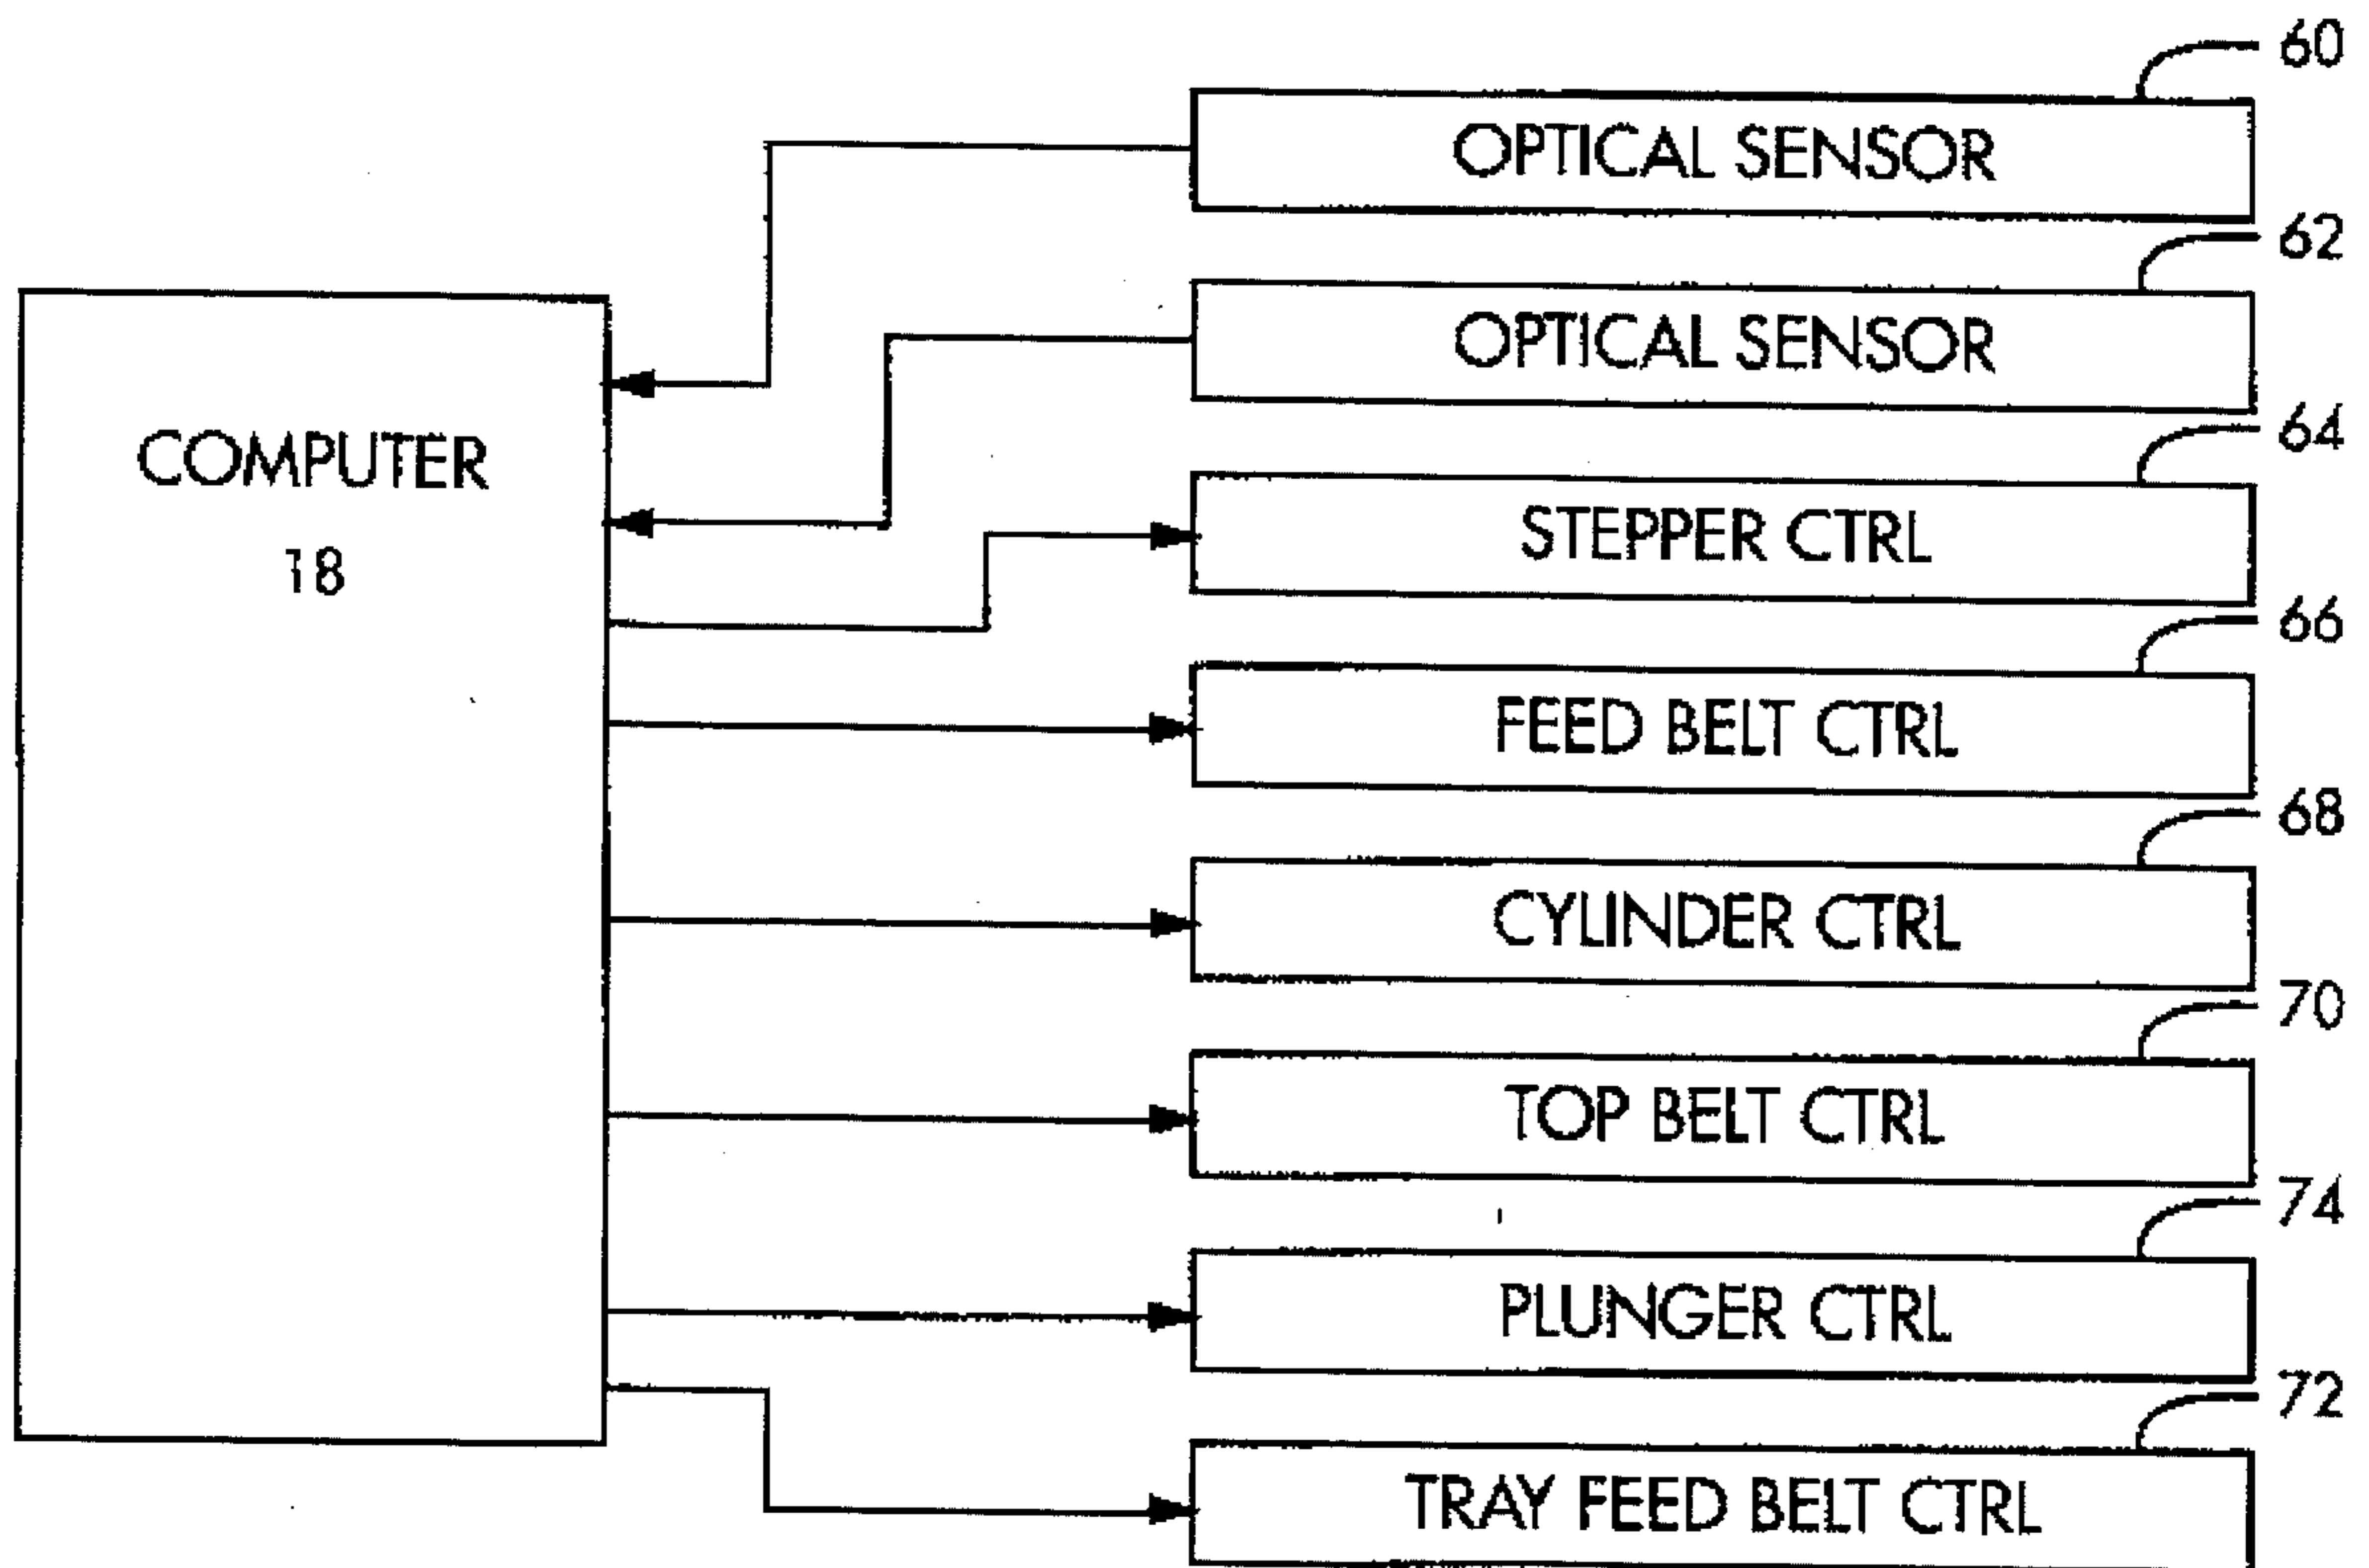 60
OPTICAL SENSOR
62
OPTICAL SENSOR
64
COMPUTER
18
STEPPER CTRL
66
FEED BELT CTRL
68
CYLINDER CTRL
70
TOP BELT CTRL
74
PLUNGER CTRL
72
TRAY FEED BELT CTRL